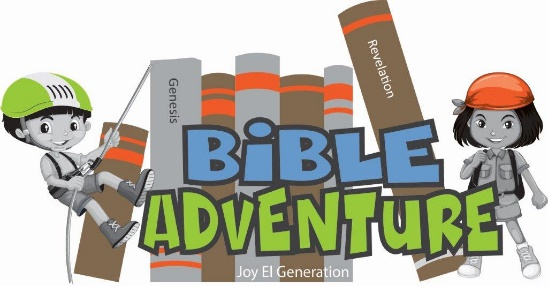 Genesis
Revelation
BiBLE
ADVENTURE
Joy El Generation